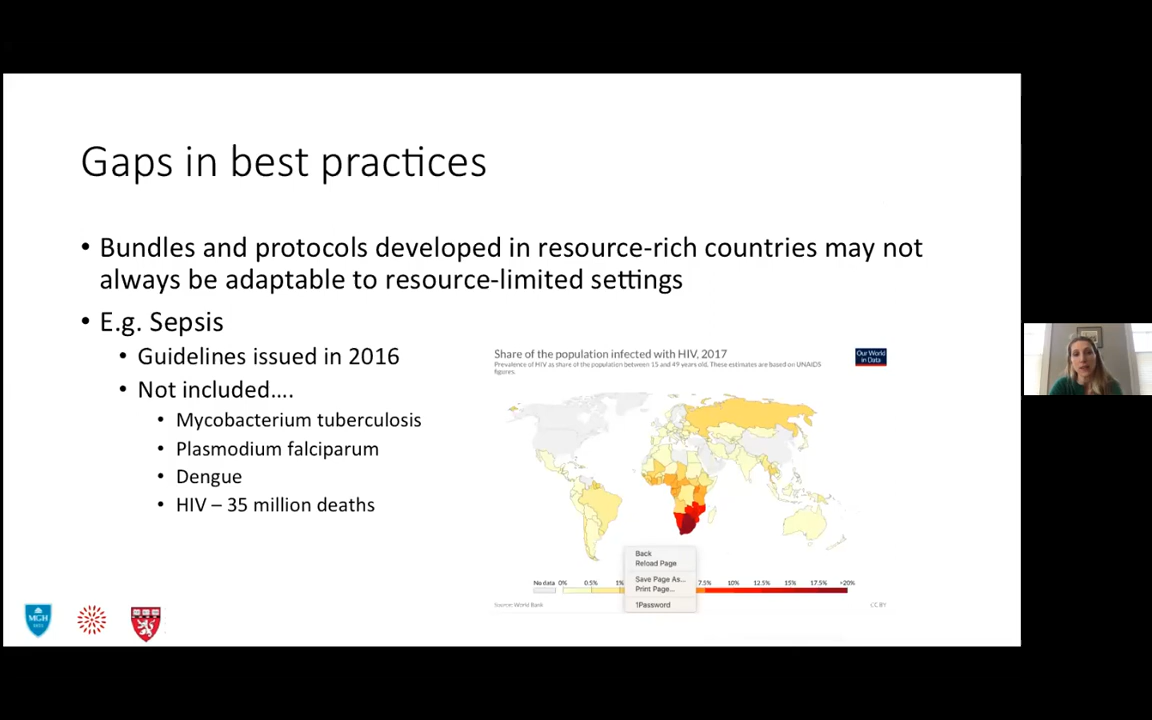 Gaps in best practices
• Bundles and protocols developed in resource-rich countries may not
always be adaptable to resource-limited settings
• E.g. Sepsis
• Guidelines issued in 2016
• Not included....
• Mycobacterium tuberculosis
• Plasmodium falciparum
• Dengue
• HIV – 35 million deaths
Share of the population infected with HIV, 2017
Prevalence of HIV as share of the population between 15 and 49 years old. These estimates are based on UNAIDS
figures.
Our World
in Data
Back
Reload Page
Save Page As...
Print Page...
1Password
No data 0% 0.5% 1% 7.5% 10% 12.5% 15% 17.5% >20%
Source: World Bank
CC BY
MGH